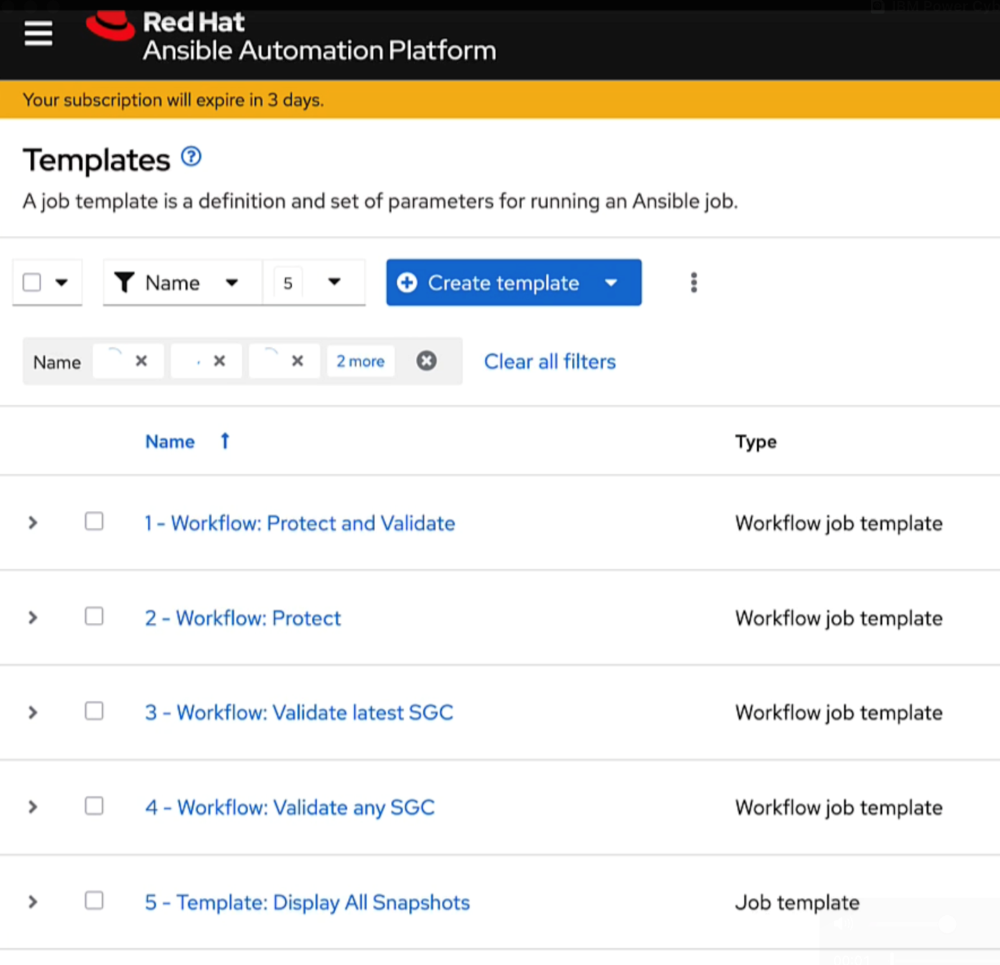 IBM Power Cyb
Red Hat
Ansible Automation Platform
Your subscription will expire in 3 days.
Templates
A job template is a definition and set of parameters for running an Ansible job.
Name 5 Create template
Name 2 more Clear all filters
Name Type
1 - Workflow: Protect and Validate Workflow job template
2 - Workflow: Protect Workflow job template
3 - Workflow: Validate latest SGC Workflow job template
4 - Workflow: Validate any SGC Workflow job template
5 - Template: Display All Snapshots Job template